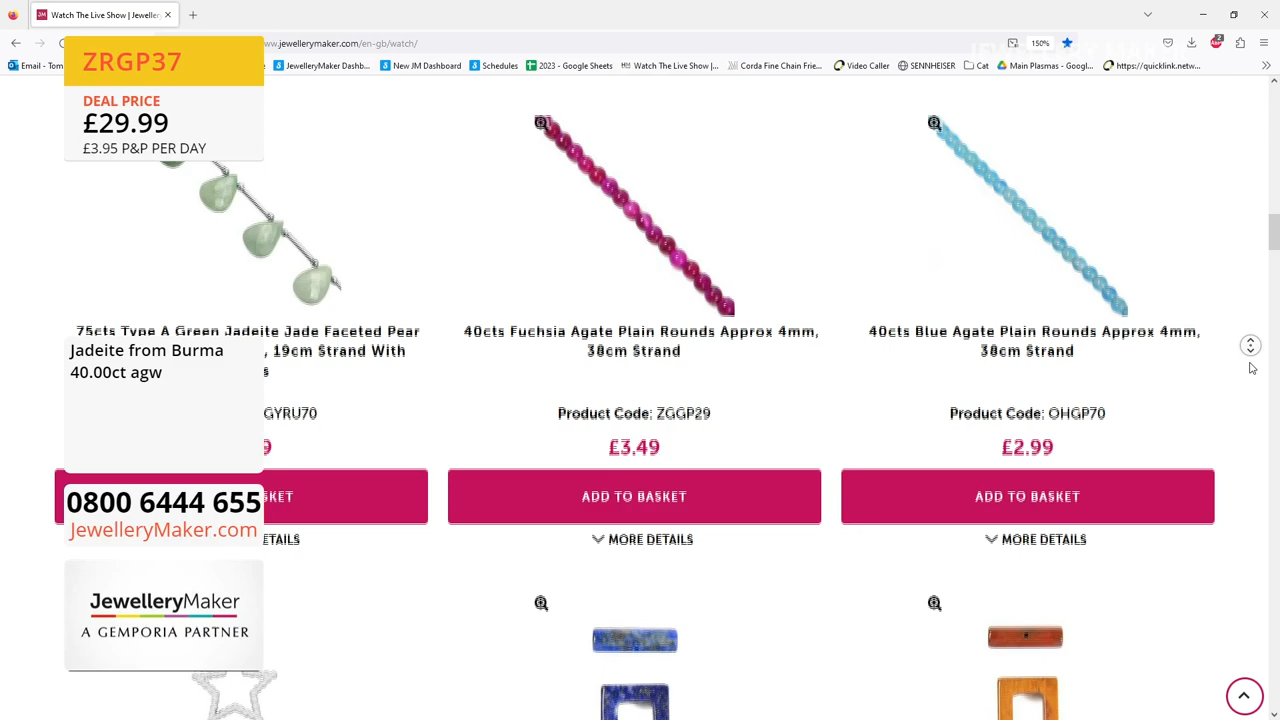 Watch The Live Show | Jeweller
www.jewellerymaker.com/en-gb/watch/
150%
2
Email - Tom
JewelleryMaker Dashb...
New JM Dashboard
Schedules
2023 - Google Sheets
Watch The Live Show |...
Corda Fine Chain Frie...
Video Caller
SENNHEISER
Cat
Main Plasmas - Googl...
https://quicklink.netw...
ZRGP37
DEAL PRICE
£29.99
£3.95 P&P PER DAY
75cts Type A Green Jadeite Jade Faceted Pear
, 19cm Strand With
GYRU70
40cts Fuchsia Agate Plain Rounds Approx 4mm,
38cm Strand
Product Code: ZGGP29
£3.49
ADD TO BASKET
MORE DETAILS
40cts Blue Agate Plain Rounds Approx 4mm,
38cm Strand
Product Code: OHGP70
£2.99
ADD TO BASKET
MORE DETAILS
Jadeite from Burma
40.00ct agw
9
SKET
ETAILS
0800 6444 655
JewelleryMaker.com
JewelleryMaker
A GEMPORIA PARTNER